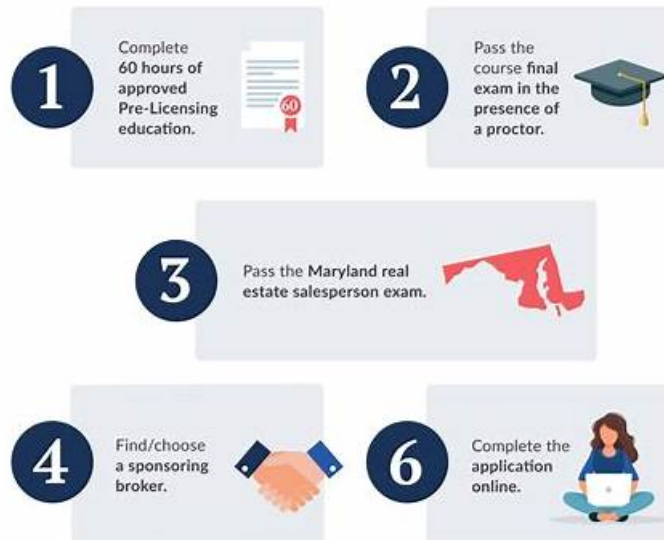 1
Complete
60 hours of
approved
Pre-Licensing
education.
60
2
Pass the
course final
exam in the
presence of
a proctor.
3
Pass the Maryland real
estate salesperson exam.
4
Find/choose
a sponsoring
broker.
6
Complete the
application
online.